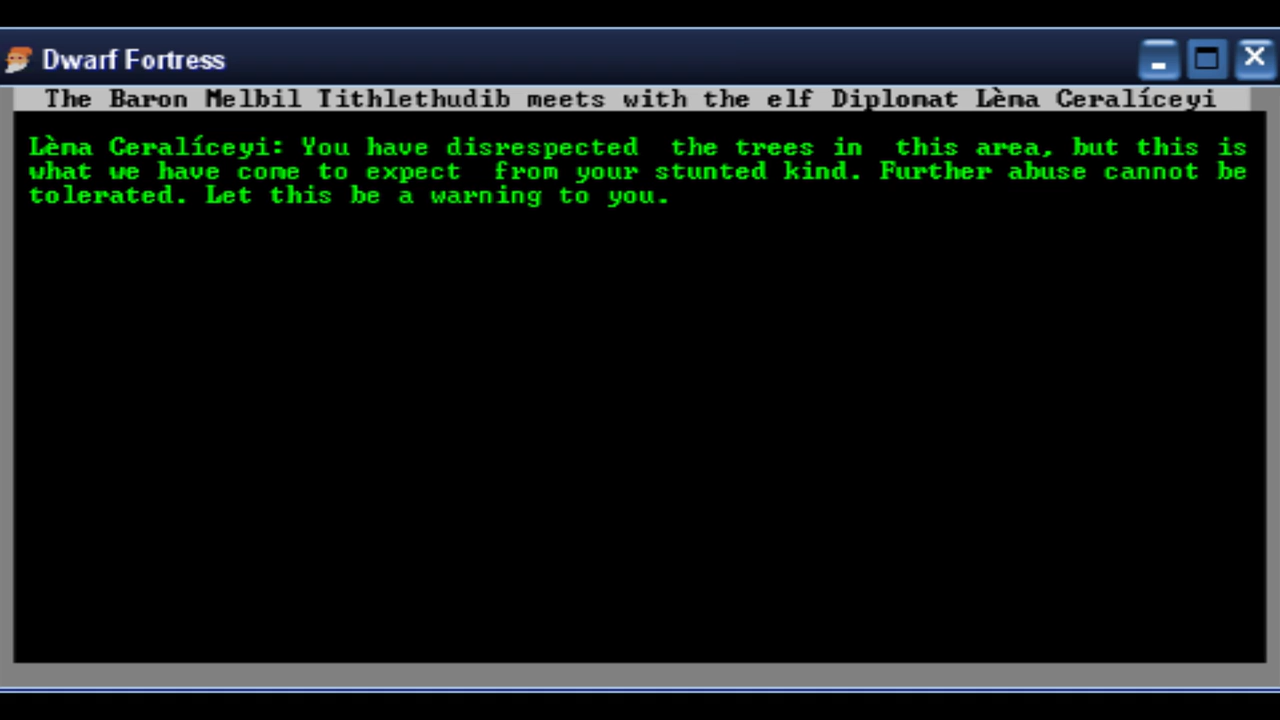 Dwarf Fortress
The Baron Melbil Tithlethudib meets with the elf Diplomat Lèna Ceralíceyi
Lèna Ceralíceyi: You have disrespected  the trees in  this area, but this is
what we have come to expect  from your stunted kind. Further abuse cannot be
tolerated. Let this be a warning to you.